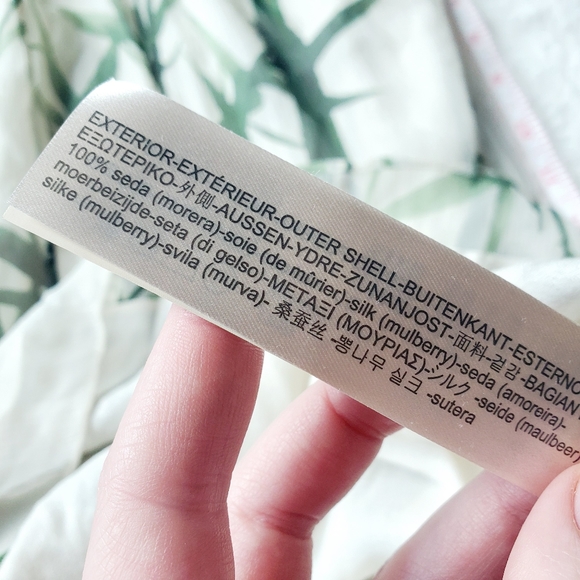 EXTERIOR-EXTÉRIEUR-OUTER SHELL-BUITENKANT-ESTERNO
ΕΞΩΤΕΡΙΚΟ-外側-AUSSEN-YDRE-ZUNANJOST-面料-겉감-BAGIAN
100% seda (morera)-soie (de mûrier)-silk (mulberry)-seda (amoreira)-
moerbeizijde-seta (di gelso)-ΜΕΤΑΞΙ (ΜΟΥΡΙΑΣ)-シルク -seide (maulbeer)
silke (mulberry)-svila (murva)- 桑蚕丝 -뽕나무 실크 -sutera